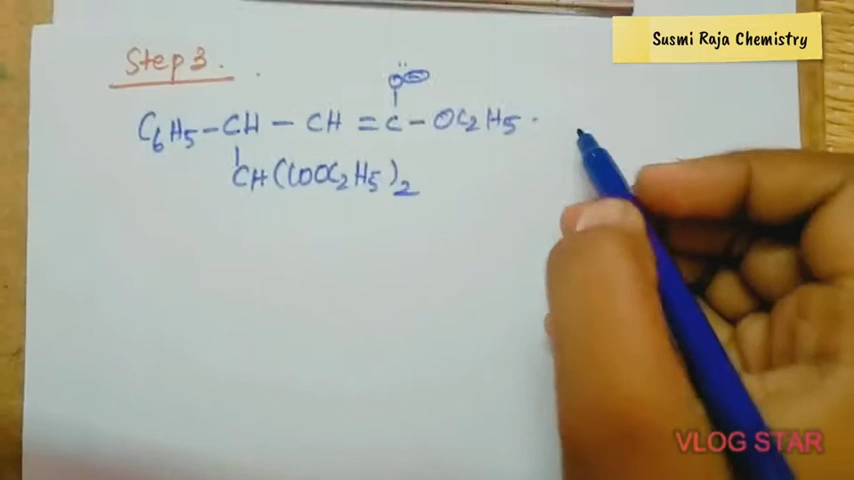 Susmi Raja Chemistry
Step 3.
:Ö⊖
C6H5-CH-CH=C-OC2H5.
CH(COOC2H5)2
VLOG STAR